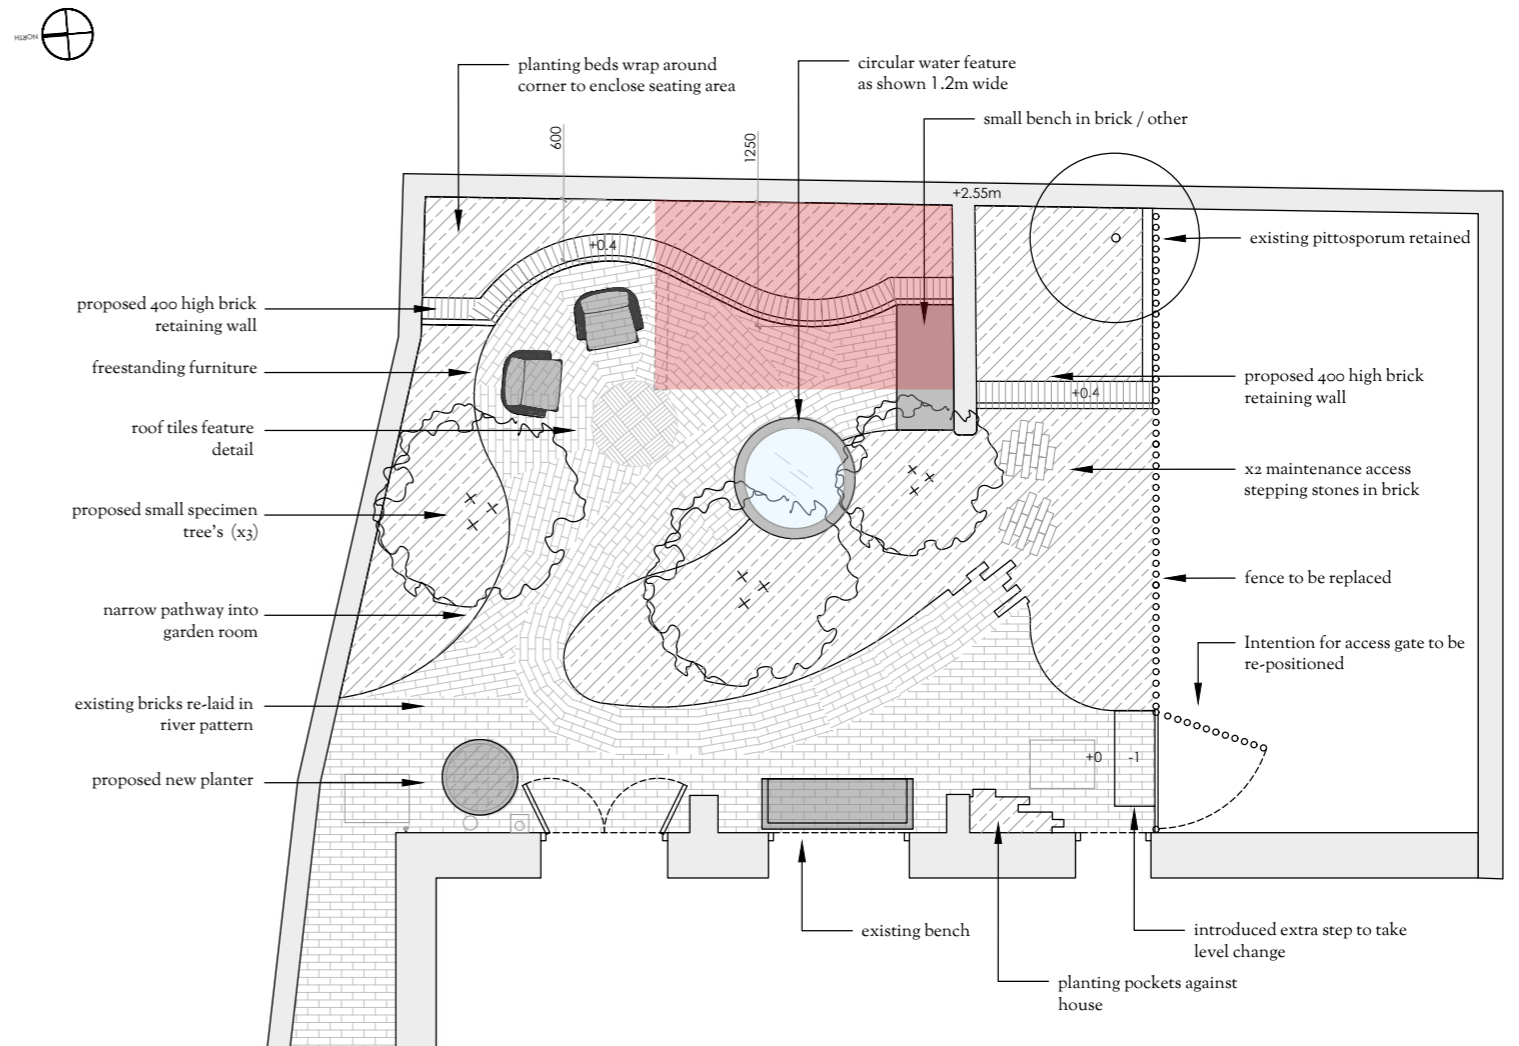 NORTH
planting beds wrap around
corner to enclose seating area
circular water feature
as shown 1.2m wide
small bench in brick / other
600
1250
+2.55m
+0.4
existing pittosporum retained
proposed 400 high brick
retaining wall
freestanding furniture
proposed 400 high brick
retaining wall
+0.4
roof tiles feature
detail
x2 maintenance access
stepping stones in brick
proposed small specimen
tree's (x3)
fence to be replaced
narrow pathway into
garden room
Intention for access gate to be
re-positioned
existing bricks re-laid in
river pattern
+0
-1
proposed new planter
existing bench
introduced extra step to take
level change
planting pockets against
house